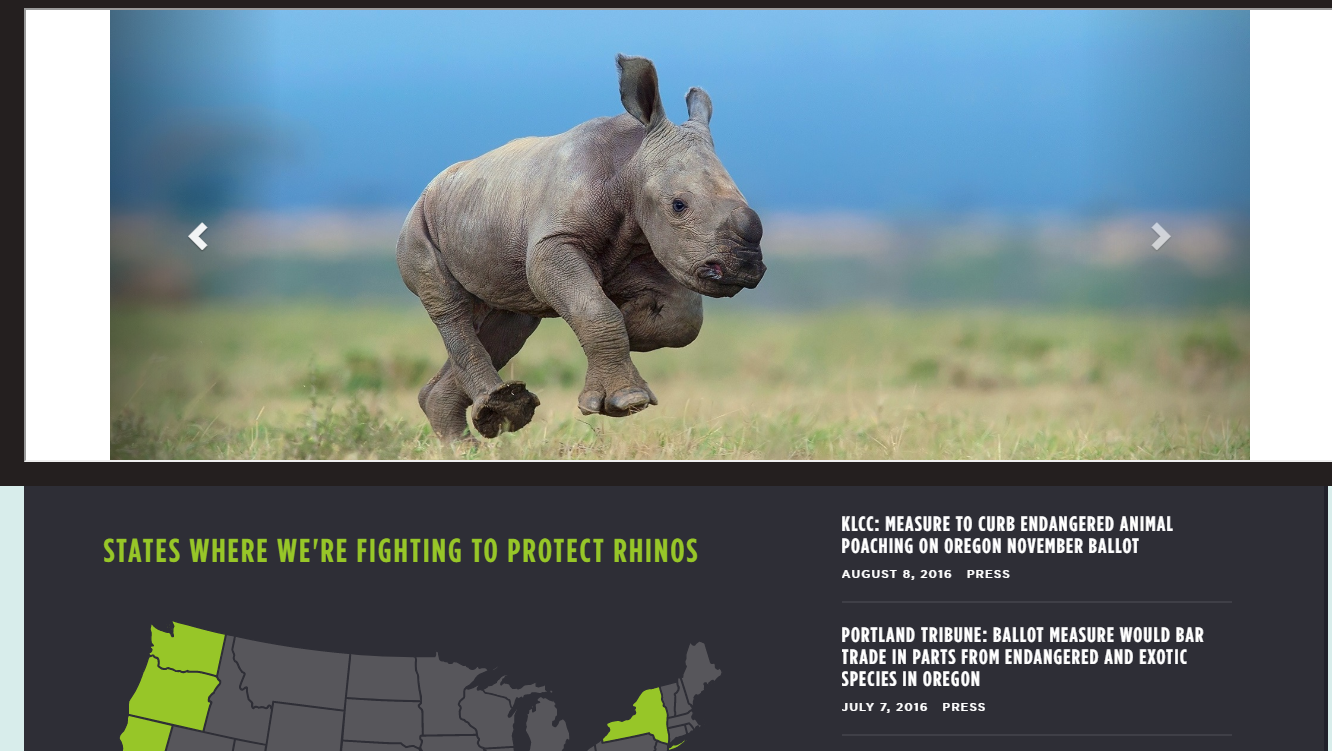 STATES WHERE WE'RE FIGHTING TO PROTECT RHINOS
KLCC: MEASURE TO CURB ENDANGERED ANIMAL
POACHING ON OREGON NOVEMBER BALLOT
AUGUST 8, 2016 PRESS
PORTLAND TRIBUNE: BALLOT MEASURE WOULD BAR
TRADE IN PARTS FROM ENDANGERED AND EXOTIC
SPECIES IN OREGON
JULY 7, 2016 PRESS